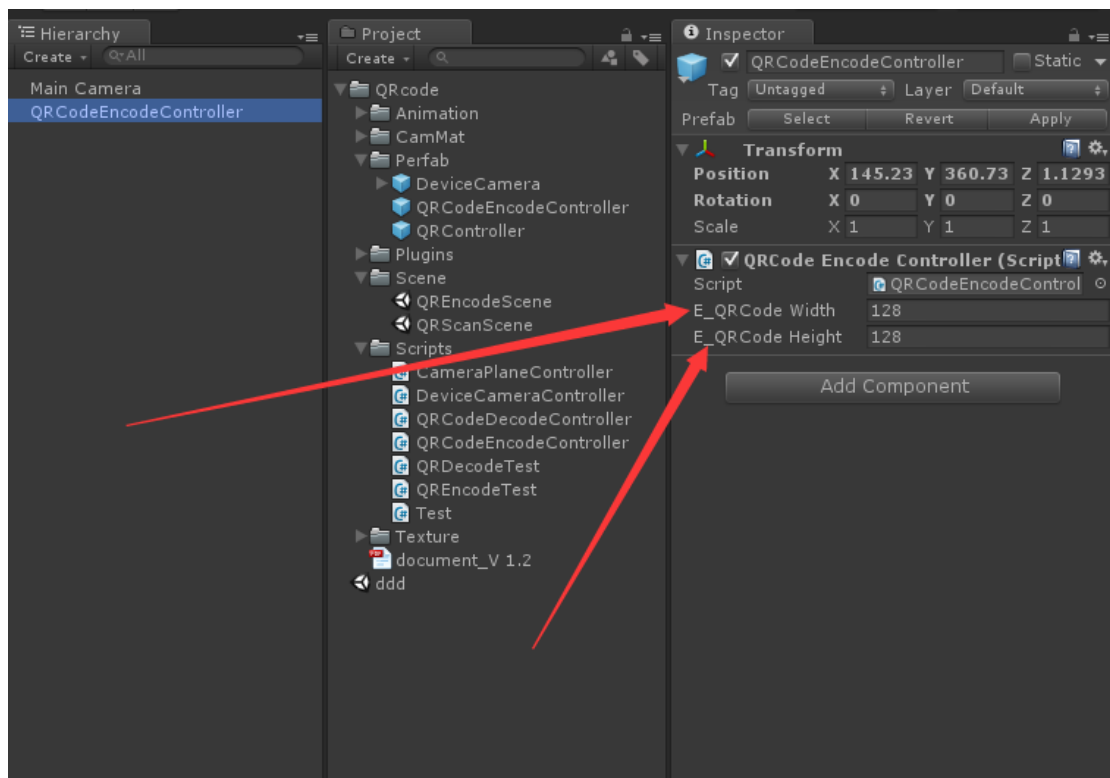 Hierarchy
Create All
Main Camera
QRCodeEncodeController
Project
Create
QRcode
Animation
CamMat
Perfab
DeviceCamera
QRCodeEncodeController
QRController
Plugins
Scene
QREncodeScene
QRScanScene
Scripts
CameraPlaneController
DeviceCameraController
QRCodeDecodeController
QRCodeEncodeController
QRDecodeTest
QREncodeTest
Test
Texture
document_V 1.2
ddd
Inspector
QRCodeEncodeController Static
Tag Untagged Layer Default
Prefab Select Revert Apply
Transform
Position X 145.23 Y 360.73 Z 1.1293
Rotation X 0 Y 0 Z 0
Scale X 1 Y 1 Z 1
QRCode Encode Controller (Script
Script QRCodeEncodeControl
E_QRCode Width 128
E_QRCode Height 128
Add Component